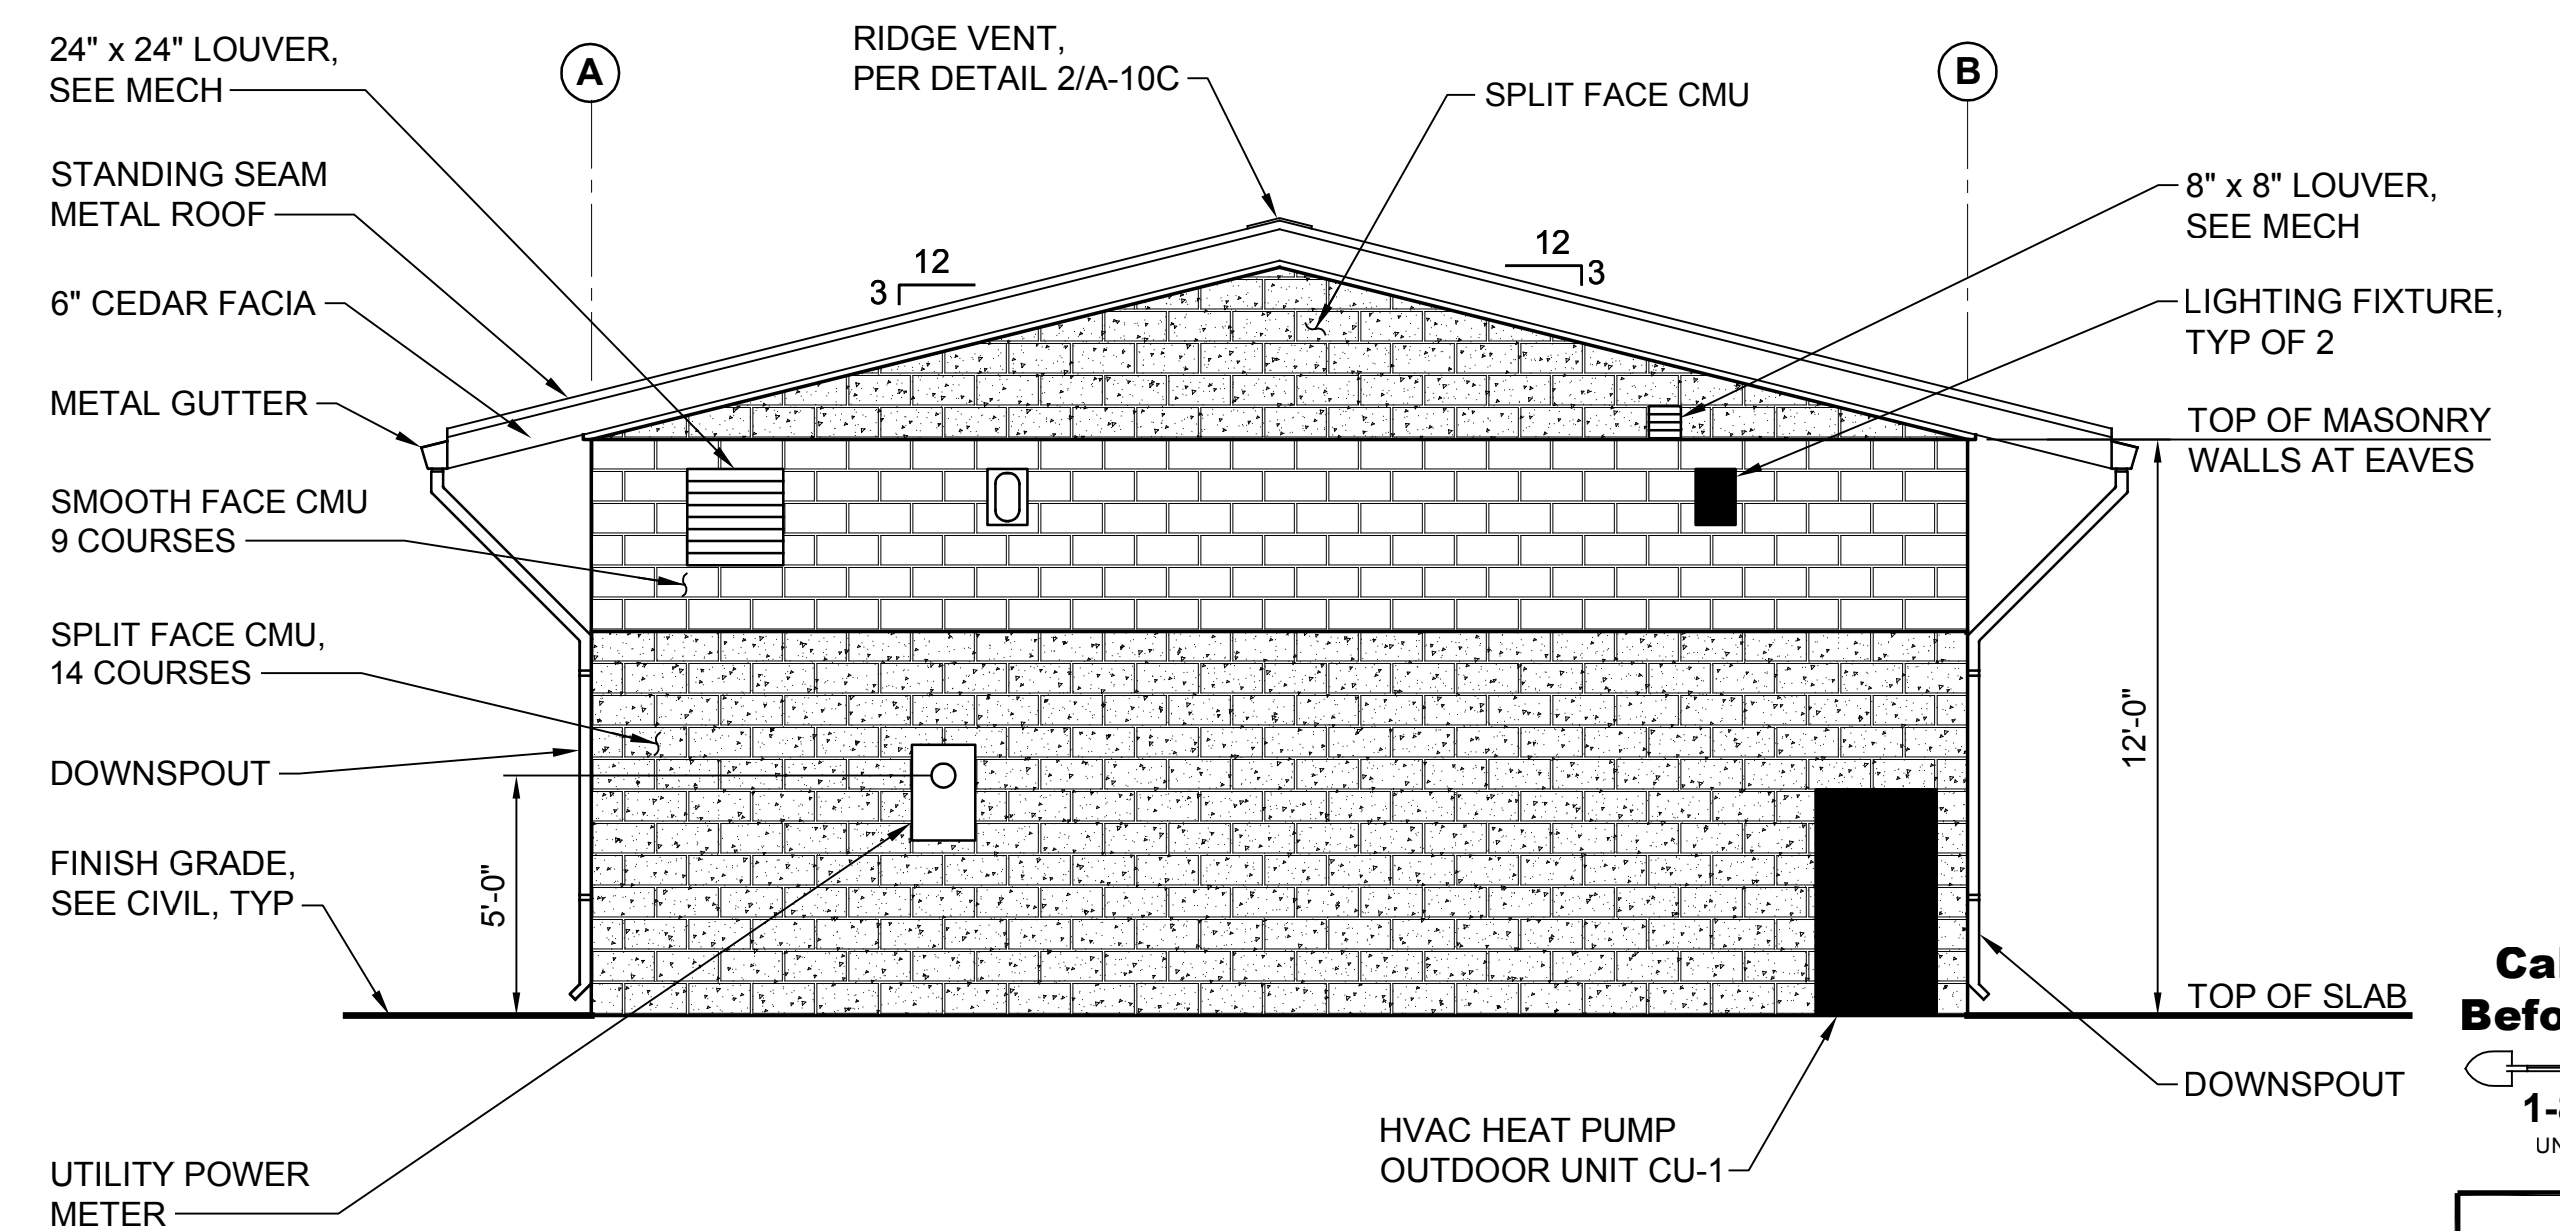 24" x 24" LOUVER,
SEE MECH
STANDING SEAM
METAL ROOF
6" CEDAR FACIA
METAL GUTTER
SMOOTH FACE CMU
9 COURSES
SPLIT FACE CMU,
14 COURSES
DOWNSPOUT
FINISH GRADE,
SEE CIVIL, TYP
UTILITY POWER
METER
A
RIDGE VENT,
PER DETAIL 2/A-10C
SPLIT FACE CMU
B
12
3
12
3
5'-0"
8" x 8" LOUVER,
SEE MECH
LIGHTING FIXTURE,
TYP OF 2
TOP OF MASONRY
WALLS AT EAVES
12'-0"
TOP OF SLAB
DOWNSPOUT
HVAC HEAT PUMP
OUTDOOR UNIT CU-1